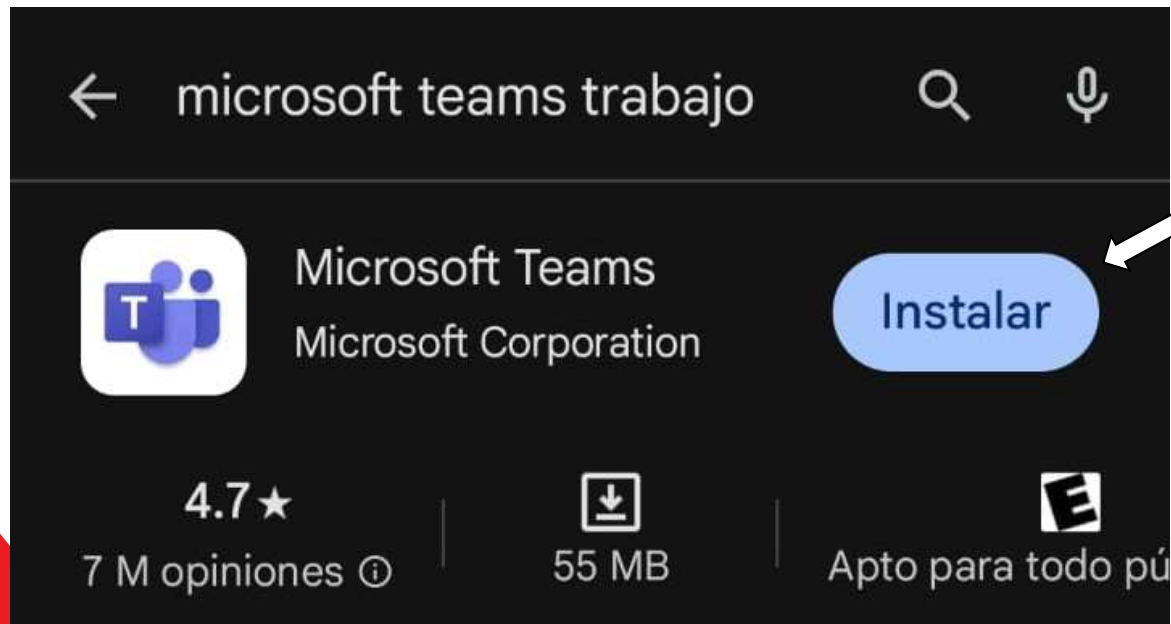 microsoft teams trabajo
Microsoft Teams
Microsoft Corporation
Instalar
T
4.7★
7 M opiniones
55 MB
E
Apto para todo pú